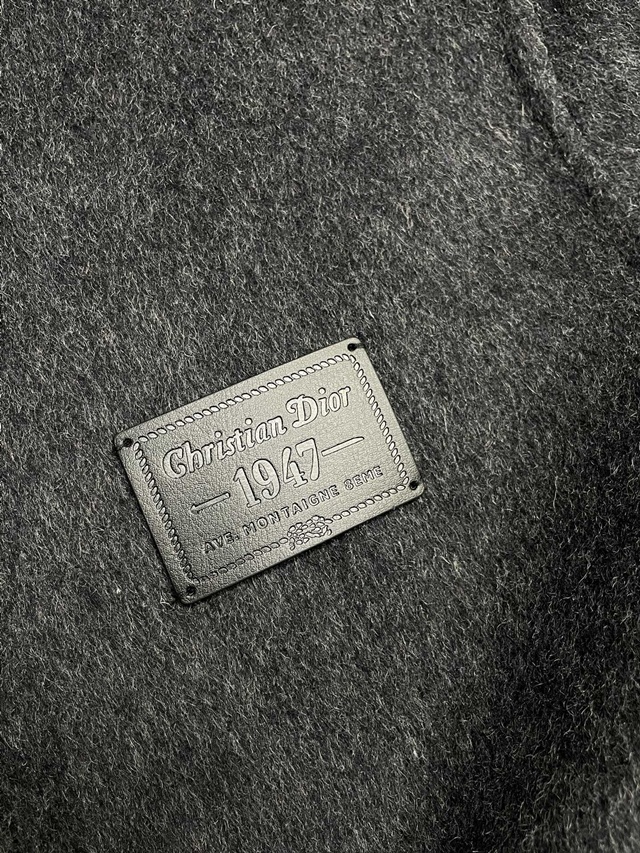 Christian Dior
— 1947 —
AVE. MONTAIGNE 8EME